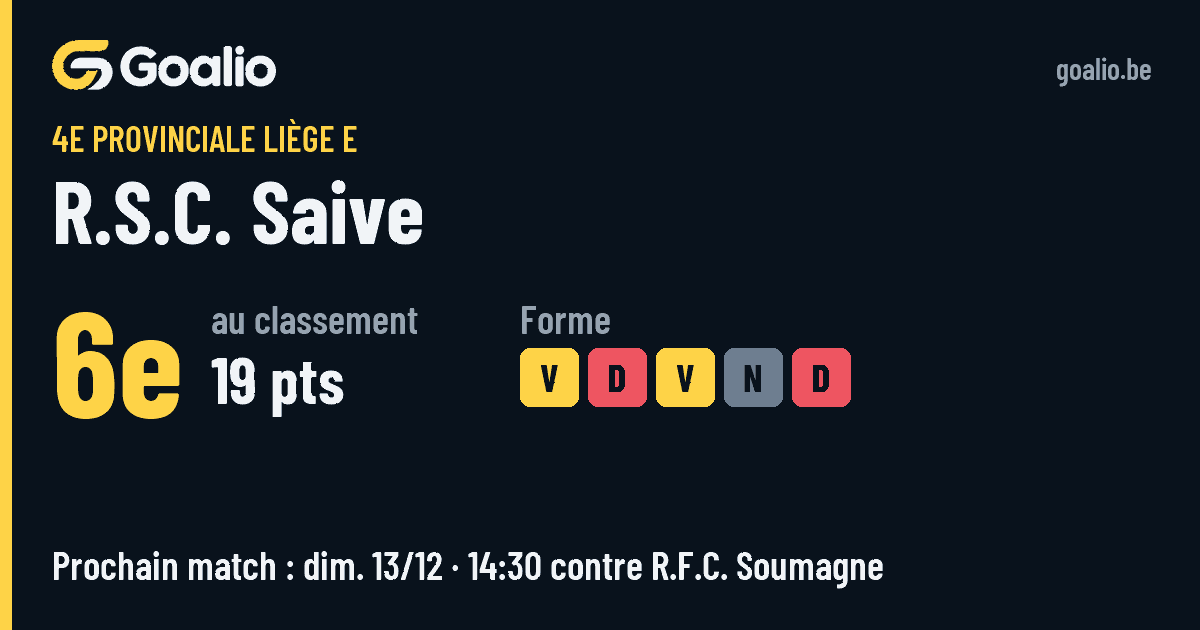 Goalio
goalio.be
4E PROVINCIALE LIÈGE E
R.S.C. Saive
6e
au classement
19 pts
Forme
V D V N D
Prochain match : dim. 13/12 · 14:30 contre R.F.C. Soumagne